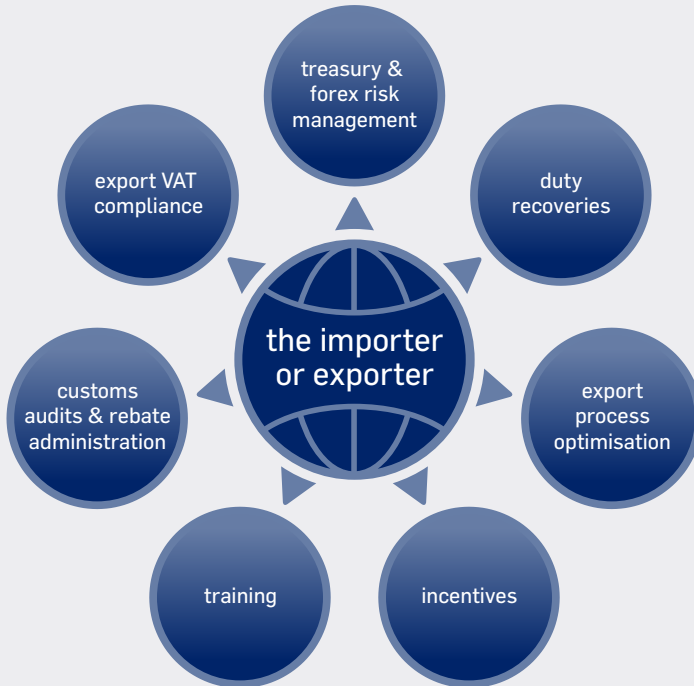 treasury &
forex risk
management
export VAT
compliance
duty
recoveries
the importer
or exporter
customs
audits & rebate
administration
export
process
optimisation
training
incentives